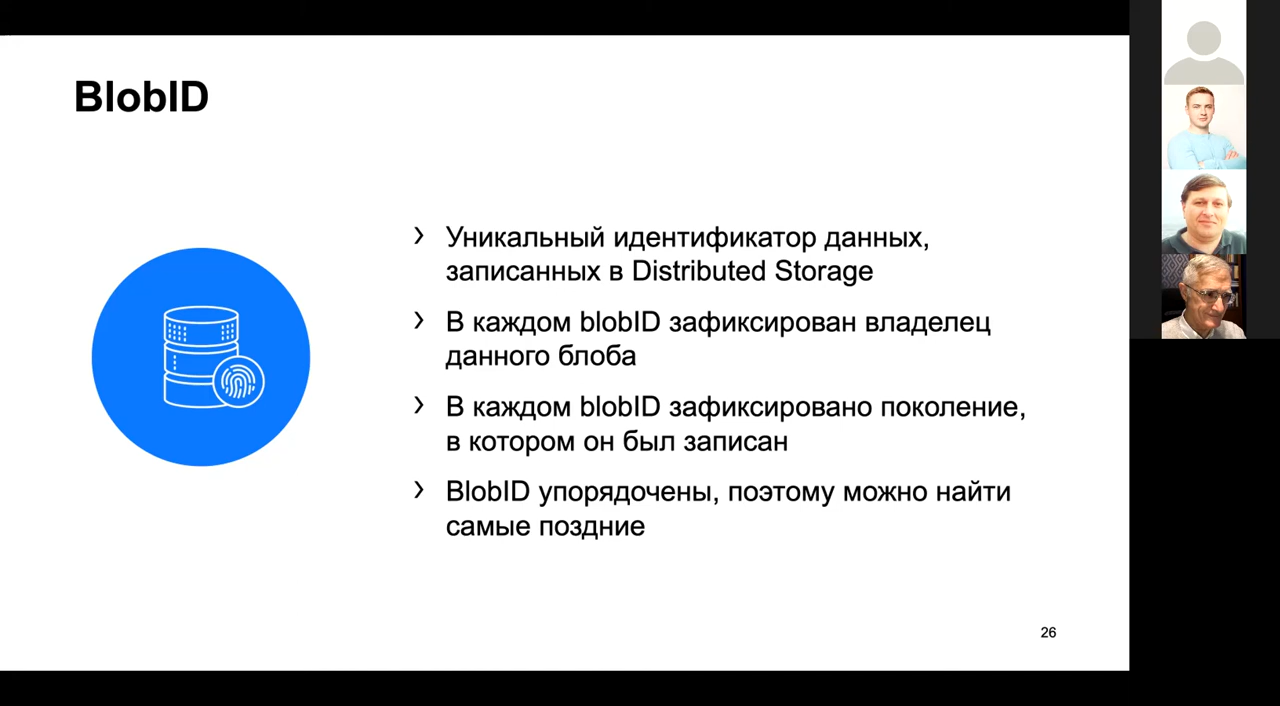 BlobID
Уникальный идентификатор данных,
записанных в Distributed Storage
В каждом blobID зафиксирован владелец
данного блоба
В каждом blobID зафиксировано поколение,
в котором он был записан
BlobID упорядочены, поэтому можно найти
самые поздние
26